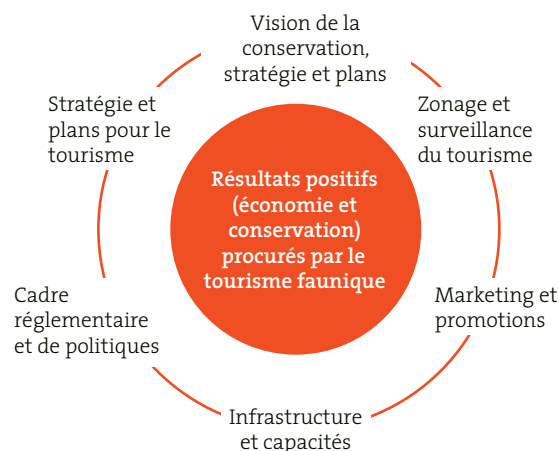 Vision de la
conservation,
stratégie et plans
Zonage et
surveillance
du tourisme
Marketing et
promotions
Infrastructure
et capacités
Cadre
réglementaire
et de politiques
Stratégie et
plans pour le
tourisme
Résultats positifs
(économie et
conservation)
procurés par le
tourisme faunique